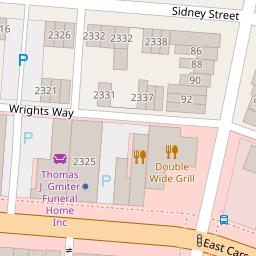 Sidney Street
2326
2332
2332
2338
86
88
P
90
2321
2331
2337
92
Wrights Way
P
2325
Thomas
J. Gmiter
Funeral
Home
Inc
Double
Wide Grill
P
East Cars